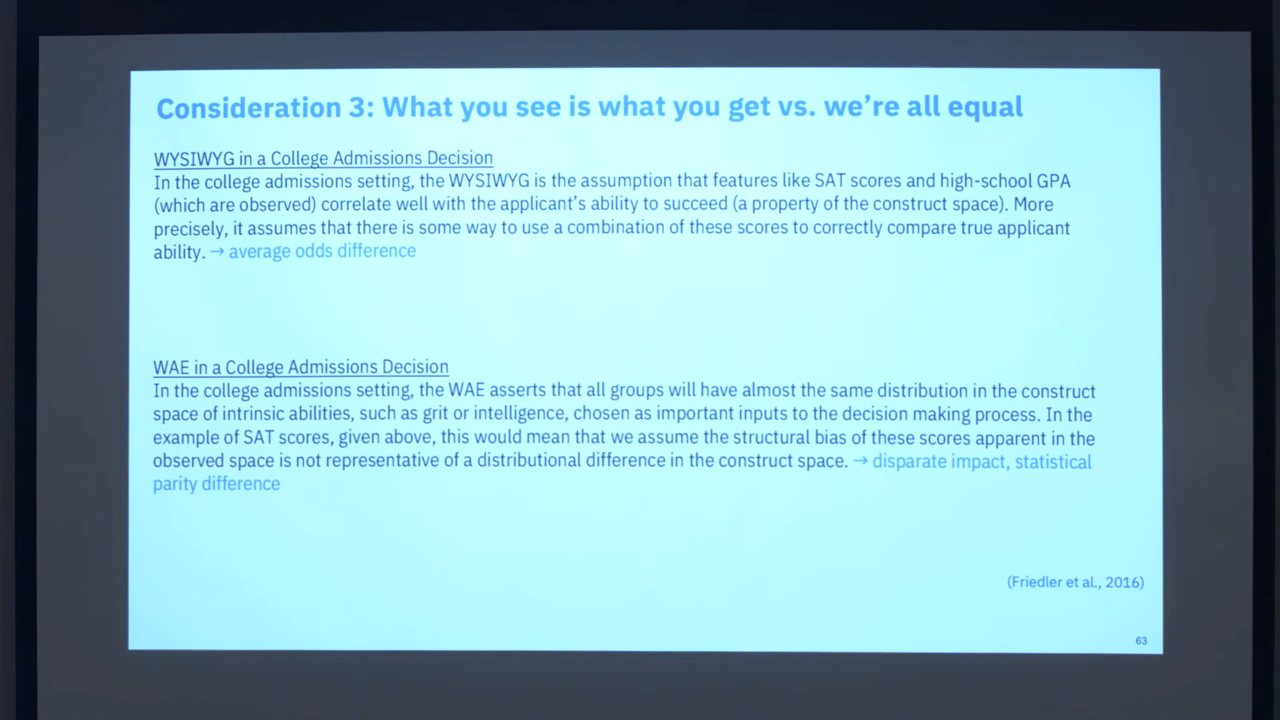 Consideration 3: What you see is what you get vs. we're all equal
WYSIWYG in a College Admissions Decision
In the college admissions setting, the WYSIWYG is the assumption that features like SAT scores and high-school GPA
(which are observed) correlate well with the applicant's ability to succeed (a property of the construct space). More
precisely, it assumes that there is some way to use a combination of these scores to correctly compare true applicant
ability. → average odds difference
WAE in a College Admissions Decision
In the college admissions setting, the WAE asserts that all groups will have almost the same distribution in the construct
space of intrinsic abilities, such as grit or intelligence, chosen as important inputs to the decision making process. In the
example of SAT scores, given above, this would mean that we assume the structural bias of these scores apparent in the
observed space is not representative of a distributional difference in the construct space. → disparate impact, statistical
parity difference
(Friedler et al., 2016)
63